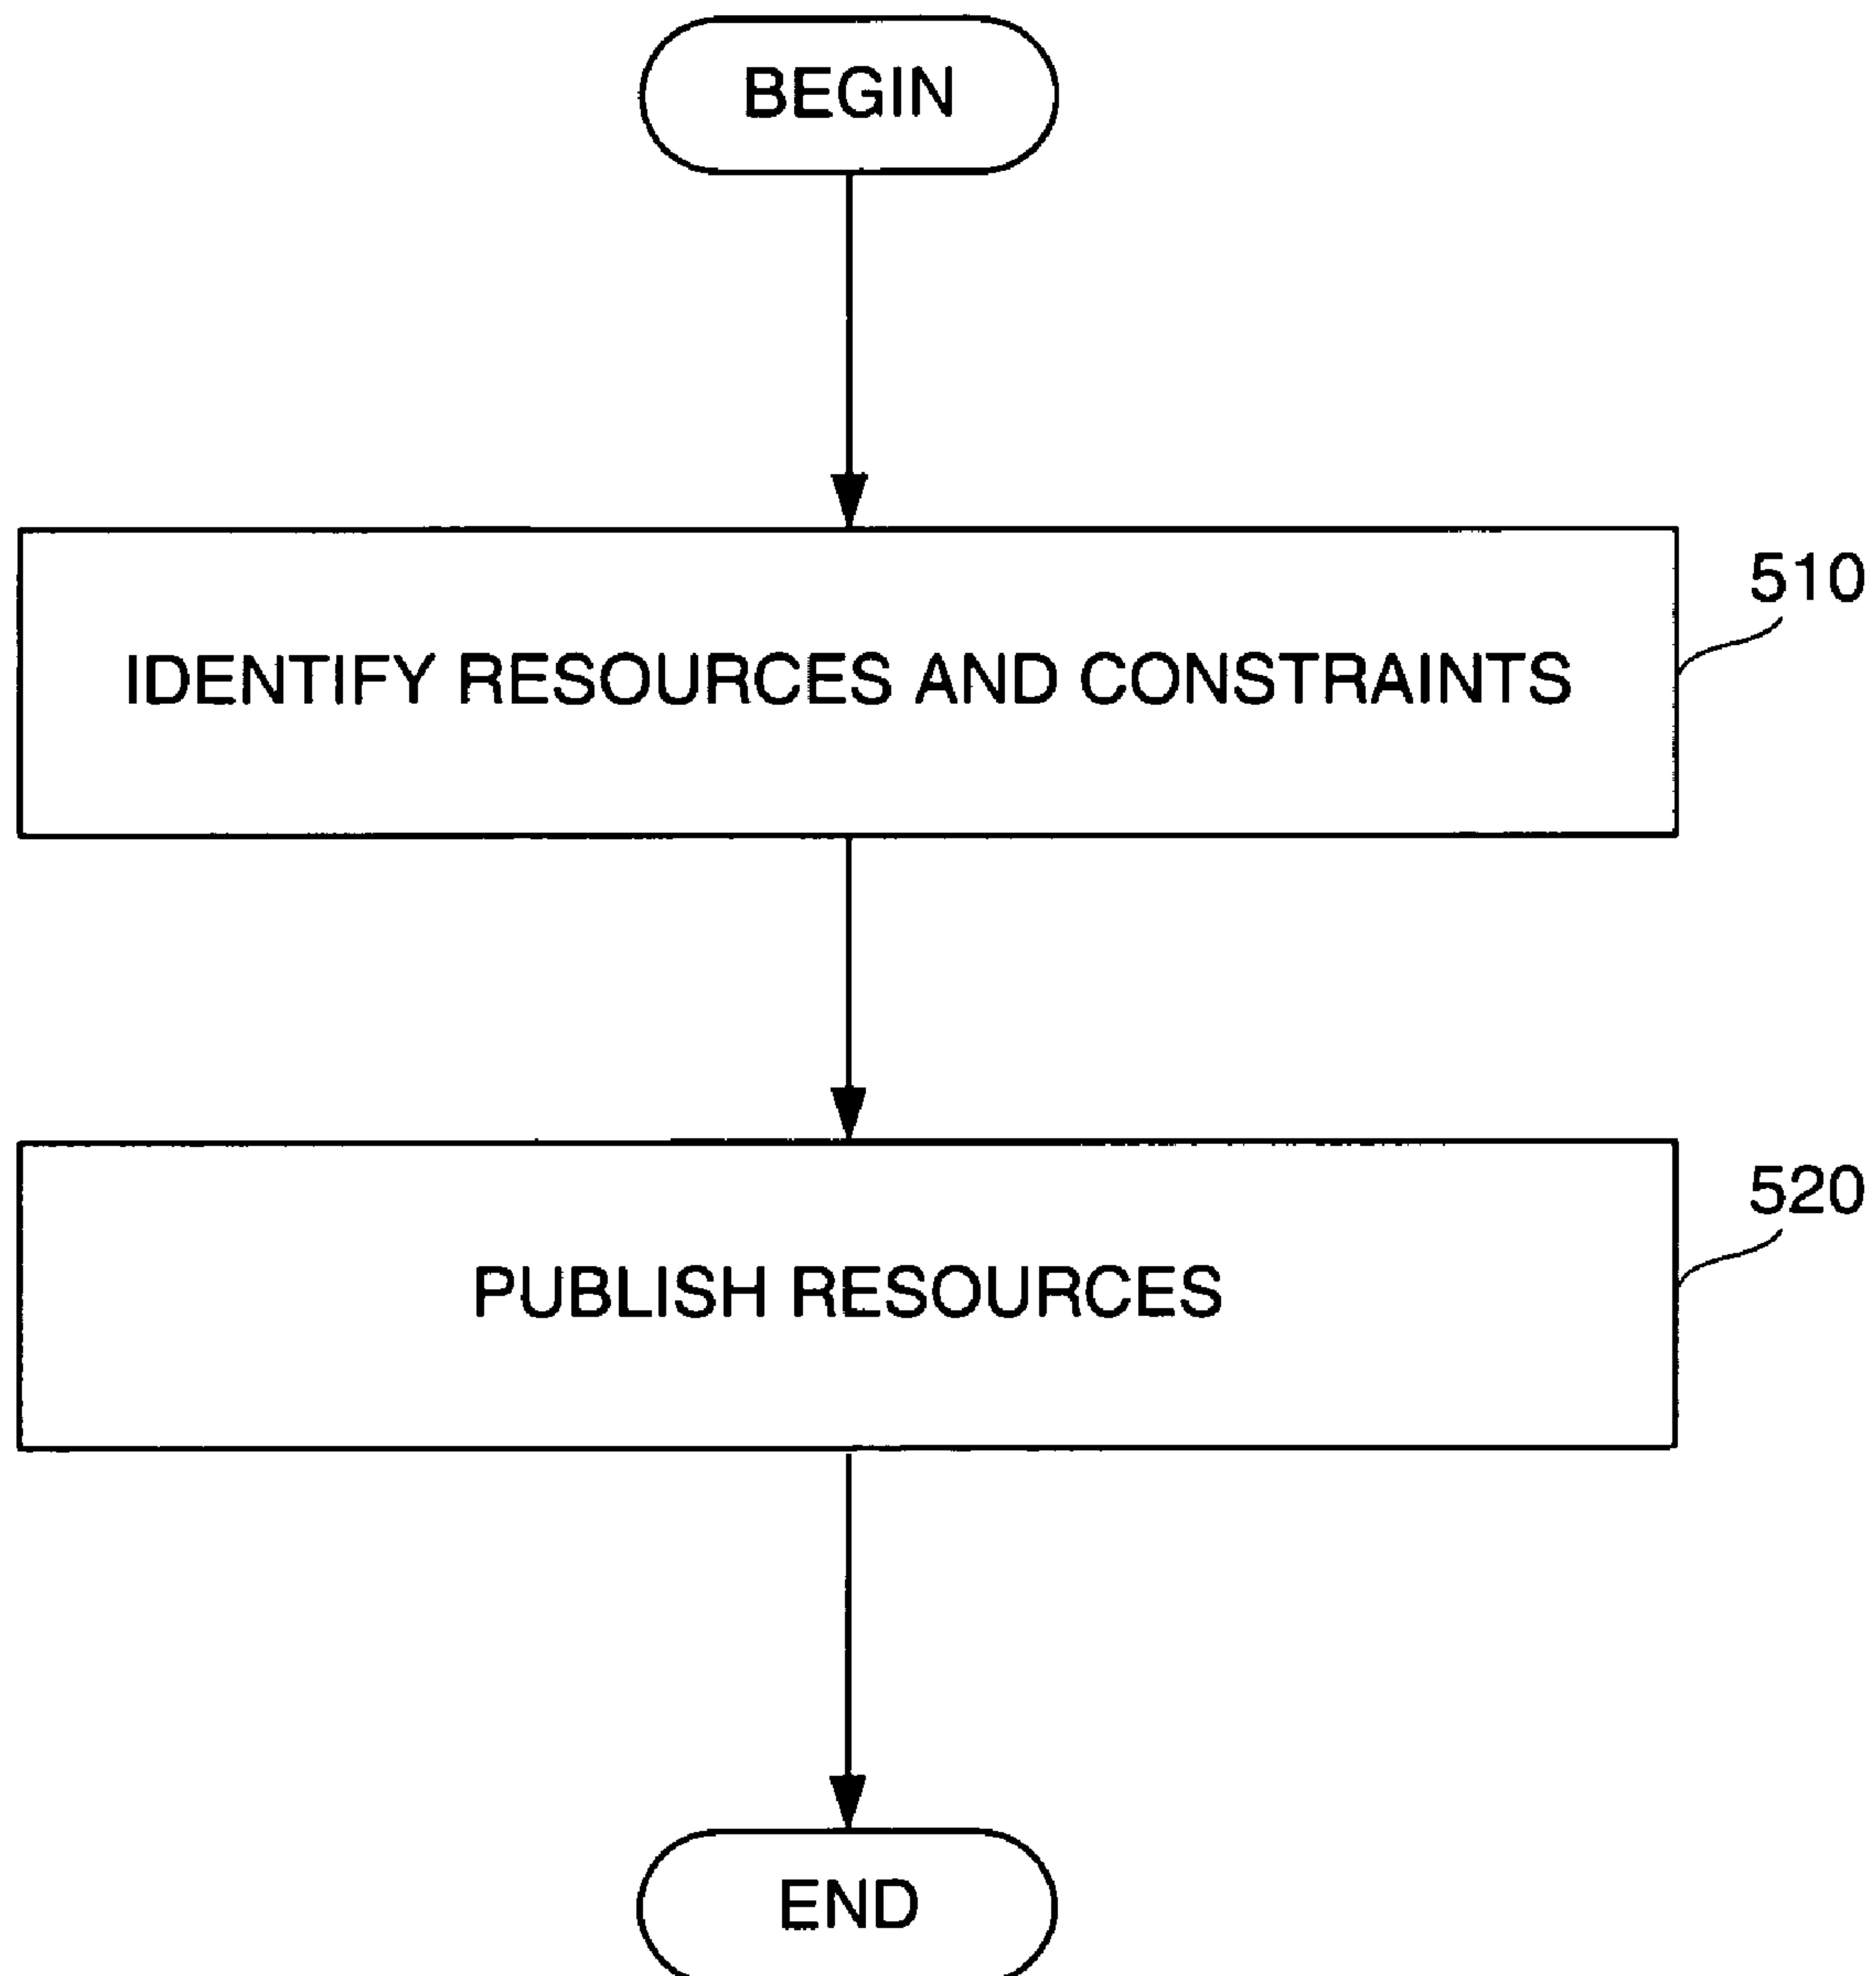 BEGIN
510
IDENTIFY RESOURCES AND CONSTRAINTS
520
PUBLISH RESOURCES
END